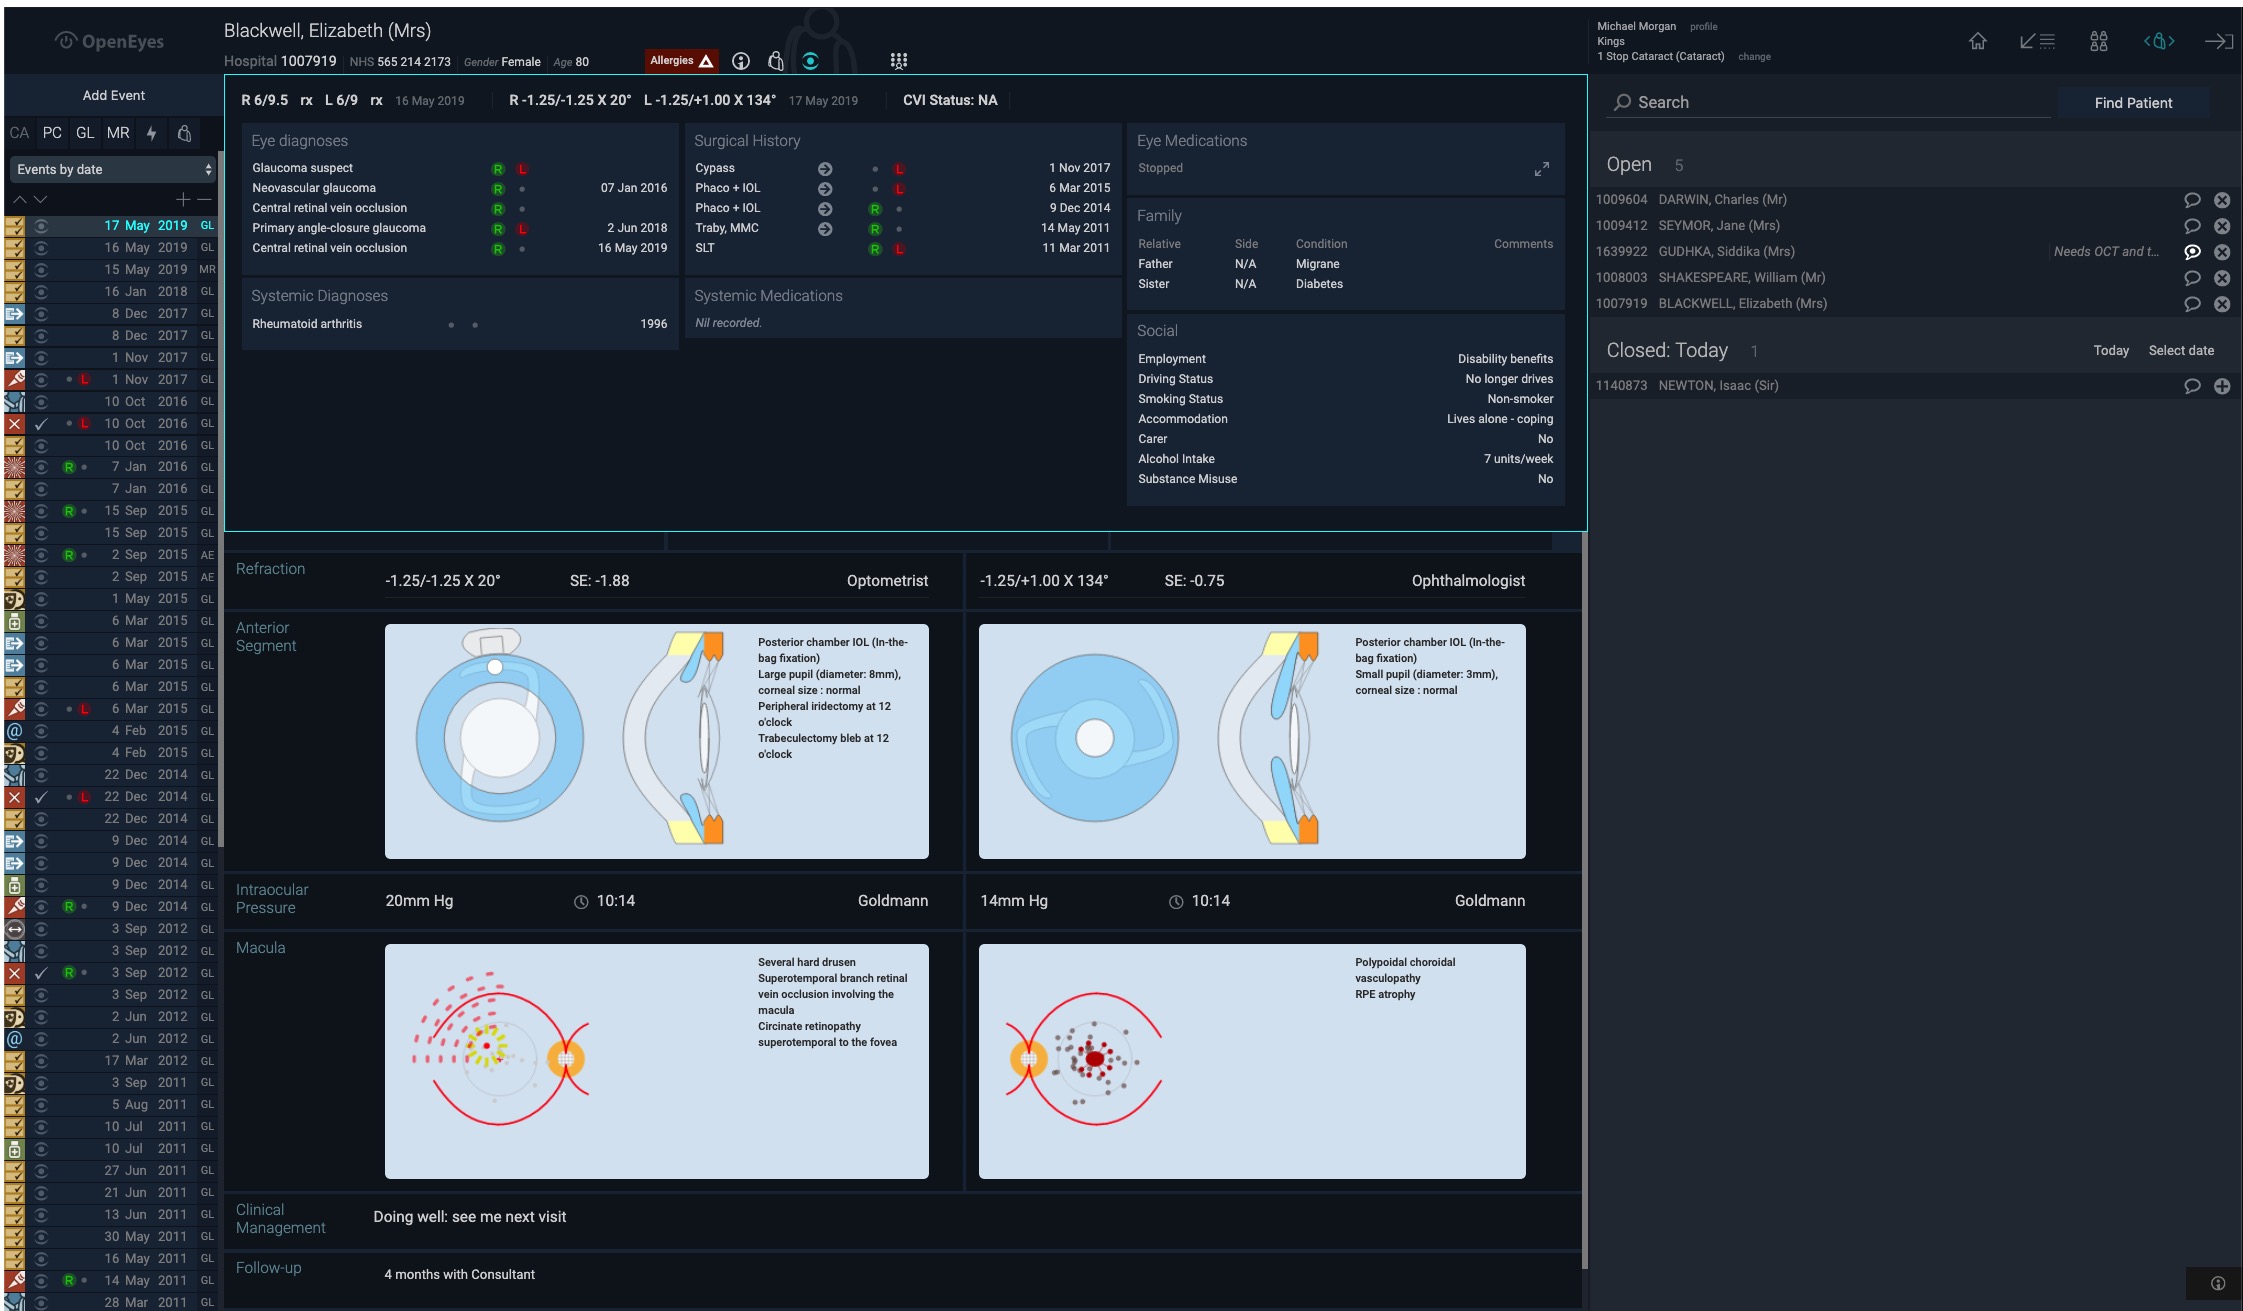 OpenEyes
Blackwell, Elizabeth (Mrs)
Hospital 1007919 NHS 565 214 2173 Gender Female Age 80
Allergies
Michael Morgan profile
Kings
1 Stop Cataract (Cataract) change
Add Event
CA PC GL MR
Events by date
17 May 2019 GL
16 May 2019 GL
15 May 2019 MR
16 Jan 2018 GL
8 Dec 2017 GL
8 Dec 2017 GL
1 Nov 2017 GL
L 1 Nov 2017 GL
10 Oct 2016 GL
L 10 Oct 2016 GL
10 Oct 2016 GL
R 7 Jan 2016 GL
7 Jan 2016 GL
R 15 Sep 2015 GL
15 Sep 2015 GL
R 2 Sep 2015 AE
2 Sep 2015 AE
1 May 2015 GL
6 Mar 2015 GL
6 Mar 2015 GL
6 Mar 2015 GL
6 Mar 2015 GL
L 6 Mar 2015 GL
@ 4 Feb 2015 GL
4 Feb 2015 GL
22 Dec 2014 GL
L 22 Dec 2014 GL
22 Dec 2014 GL
9 Dec 2014 GL
9 Dec 2014 GL
9 Dec 2014 GL
R 9 Dec 2014 GL
3 Sep 2012 GL
3 Sep 2012 GL
R 3 Sep 2012 GL
3 Sep 2012 GL
2 Jun 2012 GL
@ 2 Jun 2012 GL
17 Mar 2012 GL
3 Sep 2011 GL
5 Aug 2011 GL
10 Jul 2011 GL
10 Jul 2011 GL
27 Jun 2011 GL
21 Jun 2011 GL
13 Jun 2011 GL
30 May 2011 GL
16 May 2011 GL
R 14 May 2011 GL
28 Mar 2011 GL
R 6/9.5 rx L 6/9 rx 16 May 2019
R -1.25/-1.25 X 20° L -1.25/+1.00 X 134° 17 May 2019
CVI Status: NA
Eye diagnoses
Glaucoma suspect R L
Neovascular glaucoma R 07 Jan 2016
Central retinal vein occlusion R
Primary angle-closure glaucoma R L 2 Jun 2018
Central retinal vein occlusion R 16 May 2019
Systemic Diagnoses
Rheumatoid arthritis 1996
Surgical History
Cypass L 1 Nov 2017
Phaco + IOL L 6 Mar 2015
Phaco + IOL R 9 Dec 2014
Traby, MMC R 14 May 2011
SLT R L 11 Mar 2011
Systemic Medications
Nil recorded.
Eye Medications
Stopped
Family
Relative Side Condition Comments
Father N/A Migrane
Sister N/A Diabetes
Social
Employment Disability benefits
Driving Status No longer drives
Smoking Status Non-smoker
Accommodation Lives alone - coping
Carer No
Alcohol Intake 7 units/week
Substance Misuse No
Refraction
-1.25/-1.25 X 20° SE: -1.88 Optometrist
-1.25/+1.00 X 134° SE: -0.75 Ophthalmologist
Anterior
Segment
Posterior chamber IOL (In-the-
bag fixation)
Large pupil (diameter: 8mm),
corneal size : normal
Peripheral iridectomy at 12
o'clock
Trabeculectomy bleb at 12
o'clock
Posterior chamber IOL (In-the-
bag fixation)
Small pupil (diameter: 3mm),
corneal size : normal
Intraocular
Pressure
20mm Hg 10:14 Goldmann
14mm Hg 10:14 Goldmann
Macula
Several hard drusen
Superotemporal branch retinal
vein occlusion involving the
macula
Circinate retinopathy
superotemporal to the fovea
Polypoidal choroidal
vasculopathy
RPE atrophy
Clinical
Management
Doing well: see me next visit
Follow-up
4 months with Consultant
Search
Find Patient
Open 5
1009604 DARWIN, Charles (Mr)
1009412 SEYMOR, Jane (Mrs)
1639922 GUDHKA, Siddika (Mrs) Needs OCT and t...
1008003 SHAKESPEARE, William (Mr)
1007919 BLACKWELL, Elizabeth (Mrs)
Closed: Today 1 Today Select date
1140873 NEWTON, Isaac (Sir)